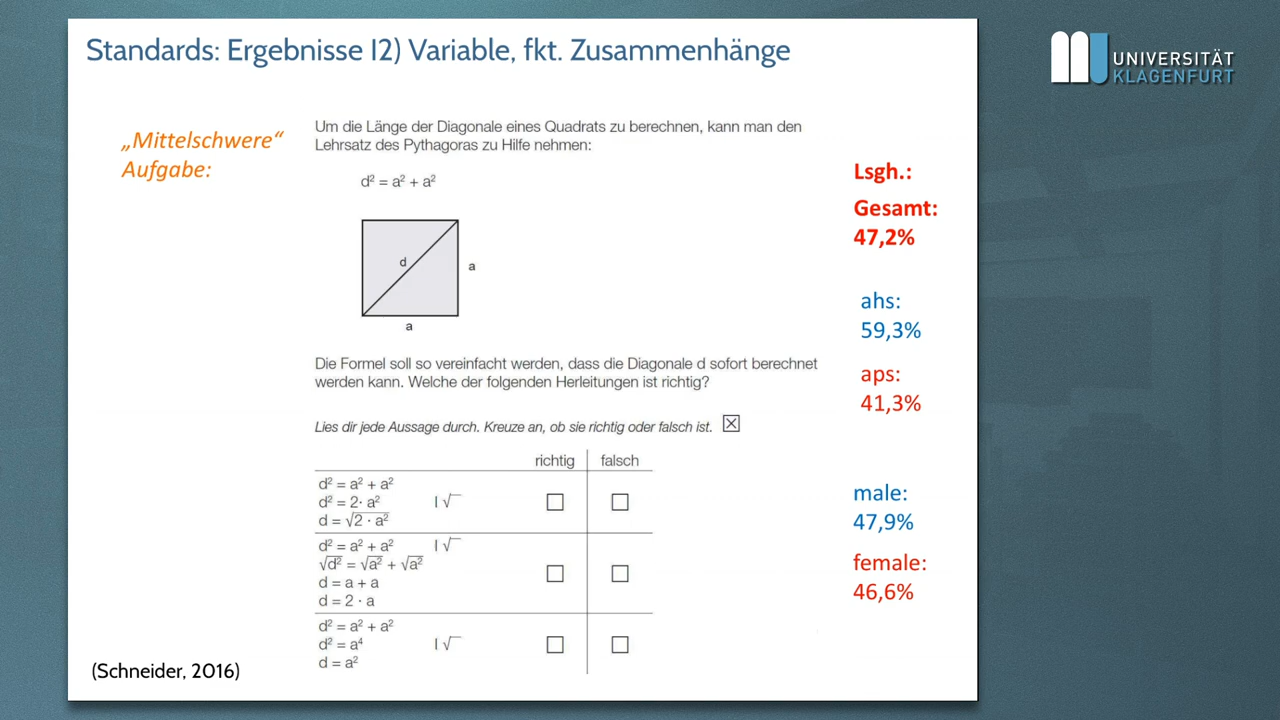 Standards: Ergebnisse I2) Variable, fkt. Zusammenhänge
UNIVERSITÄT
KLAGENFURT
„Mittelschwere“
Aufgabe:
Um die Länge der Diagonale eines Quadrats zu berechnen, kann man den
Lehrsatz des Pythagoras zu Hilfe nehmen:
d² = a² + a²
d
a
a
Die Formel soll so vereinfacht werden, dass die Diagonale d sofort berechnet
werden kann. Welche der folgenden Herleitungen ist richtig?
Lies dir jede Aussage durch. Kreuze an, ob sie richtig oder falsch ist. ☒
richtig falsch
d² = a² + a²
d² = 2· a² | √
d = √(2 · a²)
d² = a² + a² | √
√d² = √a² + √a²
d = a + a
d = 2 · a
d² = a² + a²
d² = a⁴ | √
d = a²
Lsgh.:
Gesamt:
47,2%
ahs:
59,3%
aps:
41,3%
male:
47,9%
female:
46,6%
(Schneider, 2016)